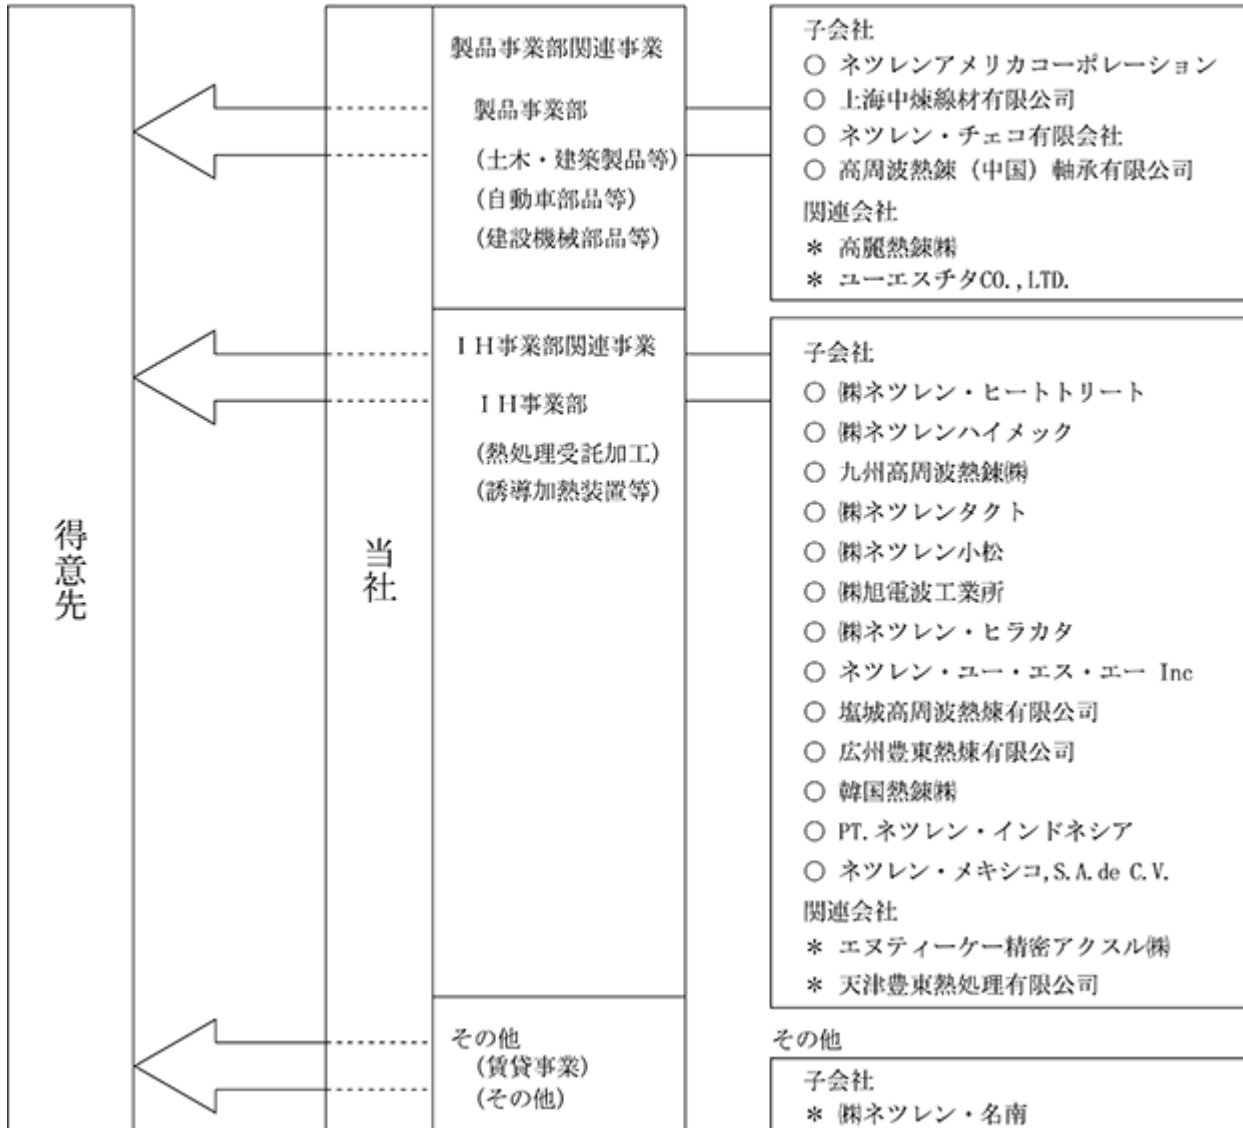 得意先
当社
製品事業部関連事業
製品事業部
(土木・建築製品等)
(自動車部品等)
(建設機械部品等)
子会社
○ ネツレンアメリカコーポレーション
○ 上海中煉線材有限公司
○ ネツレン・チェコ有限会社
○ 高周波熱錬（中国）軸承有限公司
関連会社
＊ 高麗熱錬㈱
＊ ユーエスチタCO.,LTD.
ＩＨ事業部関連事業
ＩＨ事業部
(熱処理受託加工)
(誘導加熱装置等)
子会社
○ ㈱ネツレン・ヒートトリート
○ ㈱ネツレンハイメック
○ 九州高周波熱錬㈱
○ ㈱ネツレンタクト
○ ㈱ネツレン小松
○ ㈱旭電波工業所
○ ㈱ネツレン・ヒラカタ
○ ネツレン・ユー・エス・エー Inc
○ 塩城高周波熱煉有限公司
○ 広州豊東熱煉有限公司
○ 韓国熱錬㈱
○ PT.ネツレン・インドネシア
○ ネツレン・メキシコ,S.A.de C.V.
関連会社
＊ エヌティーケー精密アクスル㈱
＊ 天津豊東熱処理有限公司
その他
(賃貸事業)
(その他)
その他
子会社
＊ ㈱ネツレン・名南